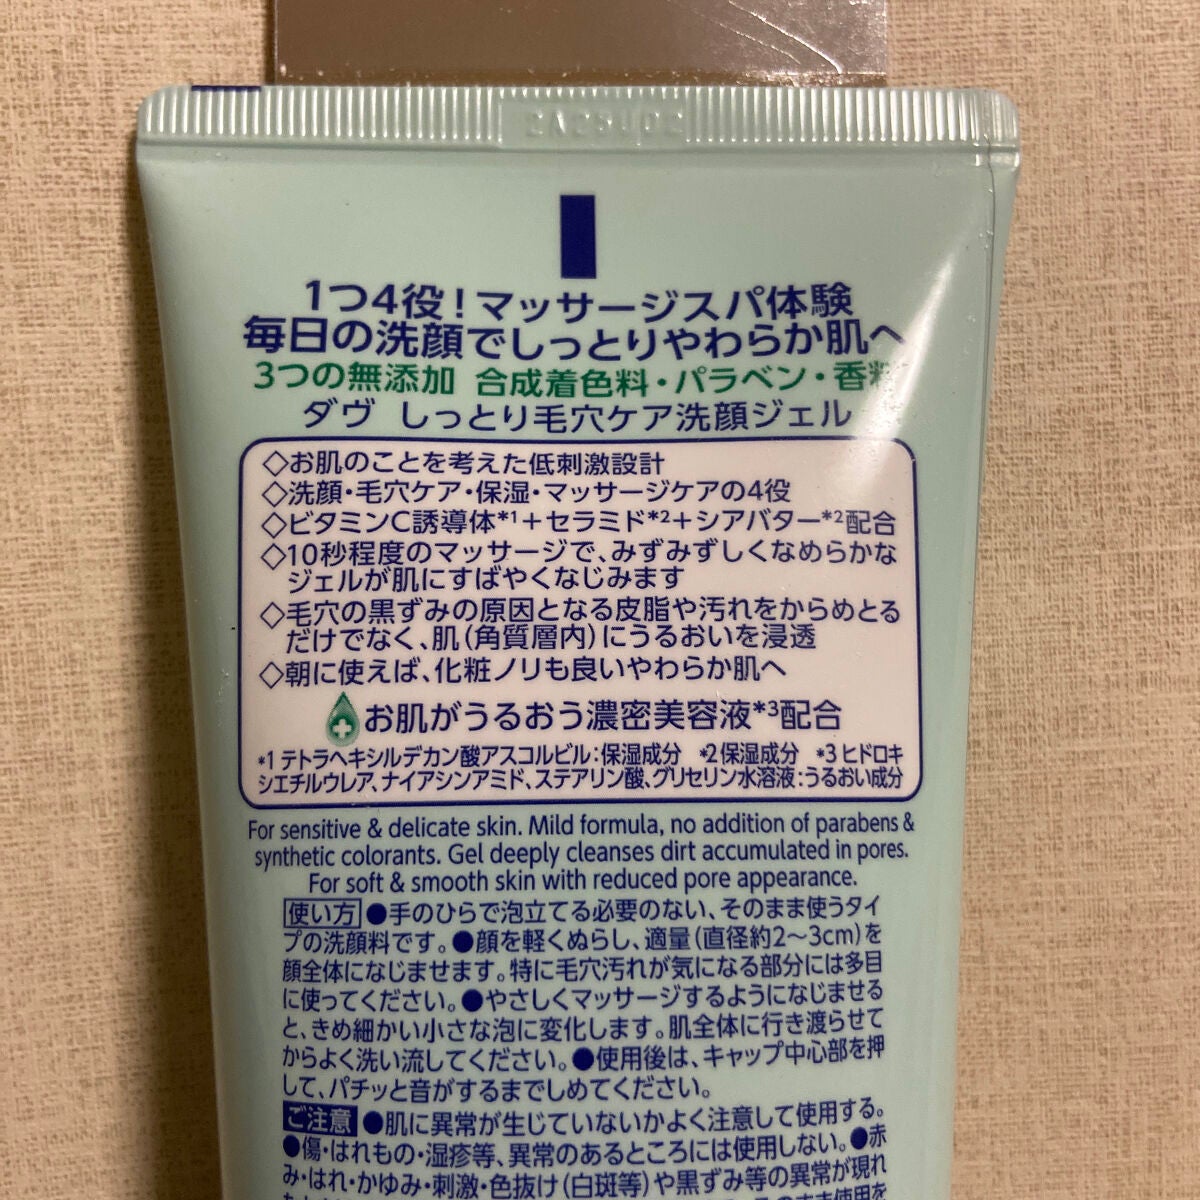 1つ4役!マッサージスパ体験
毎日の洗顔でしっとりやわらか肌へ
3つの無添加 合成着色料・パラベン・香料
ダヴ しっとり毛穴ケア洗顔ジェル
◇お肌のことを考えた低刺激設計
◇洗顔・毛穴ケア・保湿・マッサージケアの4役
◇ビタミンC誘導体*1+セラミド*2+シアバター*2配合
◇10秒程度のマッサージで、みずみずしくなめらかな
ジェルが肌にすばやくなじみます
◇毛穴の黒ずみの原因となる皮脂や汚れをからめとる
だけでなく、肌(角質層内)にうるおいを浸透
◇朝に使えば、化粧ノリも良いやわらか肌へ
お肌がうるおう濃密美容液*3配合
*1テトラヘキシルデカン酸アスコルビル:保湿成分 *2保湿成分 *3ヒドロキ
シエチルウレア、ナイアシンアミド、ステアリン酸、グリセリン水溶液:うるおい成分
For sensitive & delicate skin. Mild formula, no addition of parabens &
synthetic colorants. Gel deeply cleanses dirt accumulated in pores.
For soft & smooth skin with reduced pore appearance.
使い方 ●手のひらで泡立てる必要のない、そのまま使うタイ
プの洗顔料です。●顔を軽くぬらし、適量(直径約2〜3cm)を
顔全体になじませます。特に毛穴汚れが気になる部分には多目
に使ってください。●やさしくマッサージするようになじませる
と、きめ細かい小さな泡に変化します。肌全体に行き渡らせて
からよく洗い流してください。●使用後は、キャップ中心部を押
して、パチッと音がするまでしめてください。
ご注意 ●肌に異常が生じていないかよく注意して使用する。
●傷・はれもの・湿疹等、異常のあるところには使用しない。●赤
み・はれ・かゆみ・刺激・色抜け(白斑等)や黒ずみ等の異常が現れ